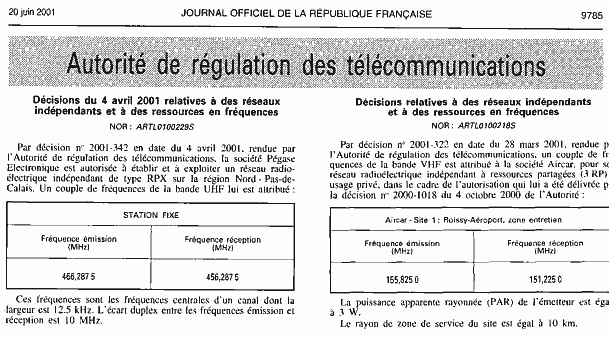 20 juin 2001
JOURNAL OFFICIEL DE LA RÉPUBLIQUE FRANÇAISE
9785
Autorité de régulation des télécommunications
Décisions du 4 avril 2001 relatives à des réseaux
indépendants et à des ressources en fréquences
NOR : ARTL0100229S
Par décision n° 2001-342 en date du 4 avril 2001, rendue par
l'Autorité de régulation des télécommunications, la société Pégase
Electronique est autorisée à établir et à exploiter un réseau radio-
électrique indépendant de type RPX sur la région Nord - Pas-de-
Calais. Un couple de fréquences de la bande UHF lui est attribué :
STATION FIXE
Fréquence émission
(MHz)
Fréquence réception
(MHz)
466,287 5
456,287 5
Ces fréquences sont les fréquences centrales d'un canal dont la
largeur est 12.5 kHz. L'écart duplex entre les fréquences émission et
réception est 10 MHz.
Décisions relatives à des réseaux indépendants
et à des ressources en fréquences
NOR : ARTL0100218S
Par décision n° 2001-322 en date du 28 mars 2001, rendue p
l'Autorité de régulation des télécommunications, un couple de fr
quences de la bande VHF est attribué à la société Aircar, pour so
réseau radioélectrique indépendant à ressources partagées (3 RP)
usage privé, dans le cadre de l'autorisation qui lui a été délivrée p
la décision n° 2000-1018 du 4 octobre 2000 de l'Autorité :
Aircar - Site 1 : Roissy-Aéroport, zone entretien
Fréquence émission
(MHz)
Fréquence réception
(MHz)
155,825 0
151,225 0
La puissance apparente rayonnée (PAR) de l'émetteur est éga
à 3 W.
Le rayon de zone de service du site est égal à 10 km.